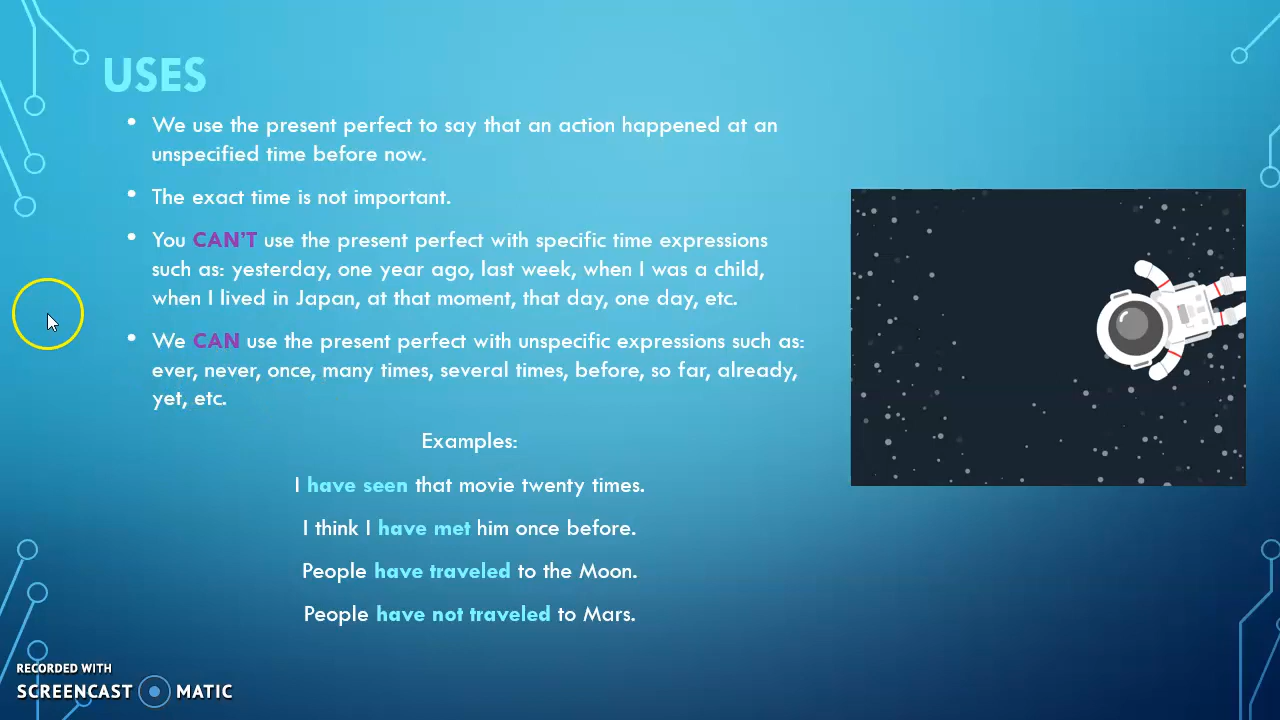 USES
• We use the present perfect to say that an action happened at an
unspecified time before now.
• The exact time is not important.
• You CAN'T use the present perfect with specific time expressions
such as: yesterday, one year ago, last week, when I was a child,
when I lived in Japan, at that moment, that day, one day, etc.
• We CAN use the present perfect with unspecific expressions such as:
ever, never, once, many times, several times, before, so far, already,
yet, etc.
Examples:
I have seen that movie twenty times.
I think I have met him once before.
People have traveled to the Moon.
People have not traveled to Mars.
RECORDED WITH
SCREENCAST MATIC